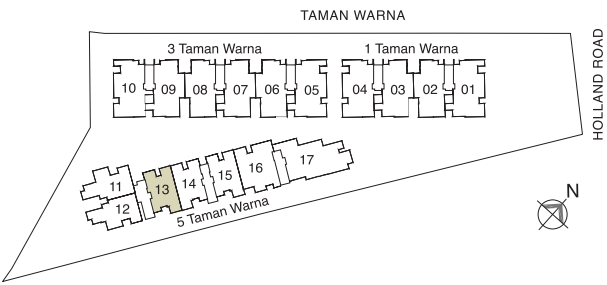 TAMAN WARNA
HOLLAND ROAD
3 Taman Warna
1 Taman Warna
10 09 08 07 06 05 04 03 02 01
11 12 13 14 15 16 17
5 Taman Warna
N